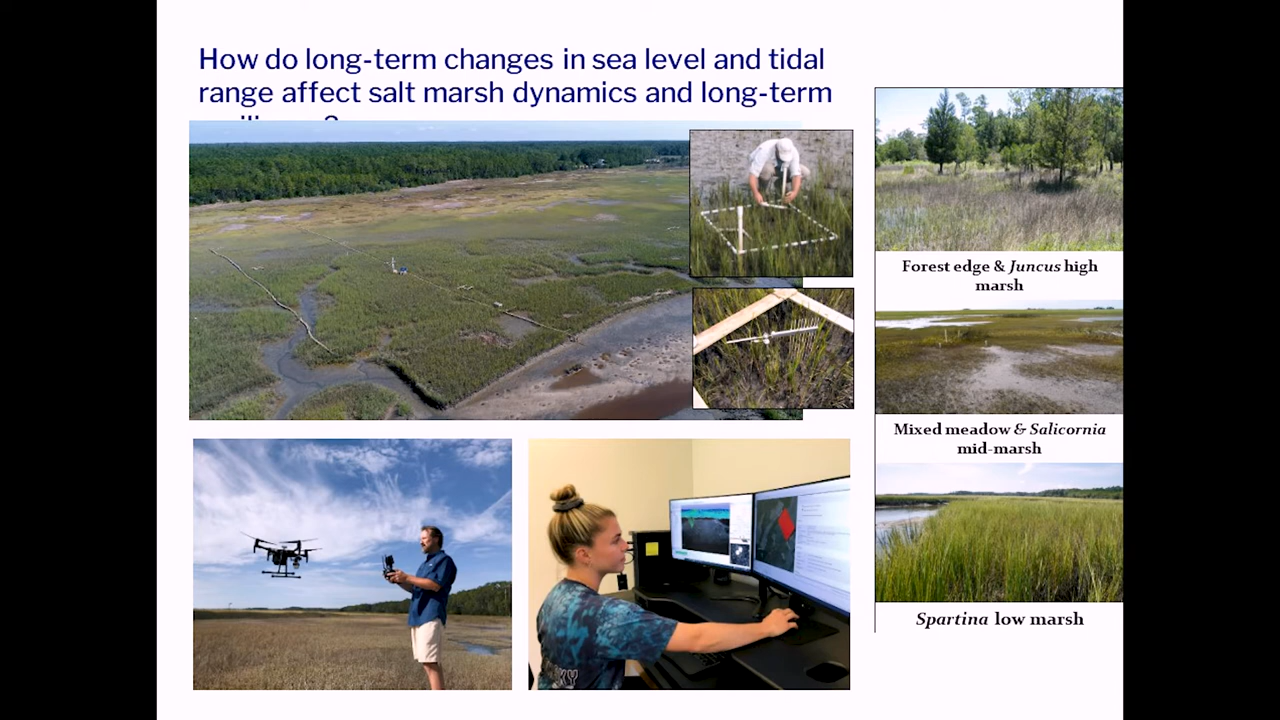 How do long-term changes in sea level and tidal
range affect salt marsh dynamics and long-term
Forest edge & Juncus high
marsh
Mixed meadow & Salicornia
mid-marsh
Spartina low marsh